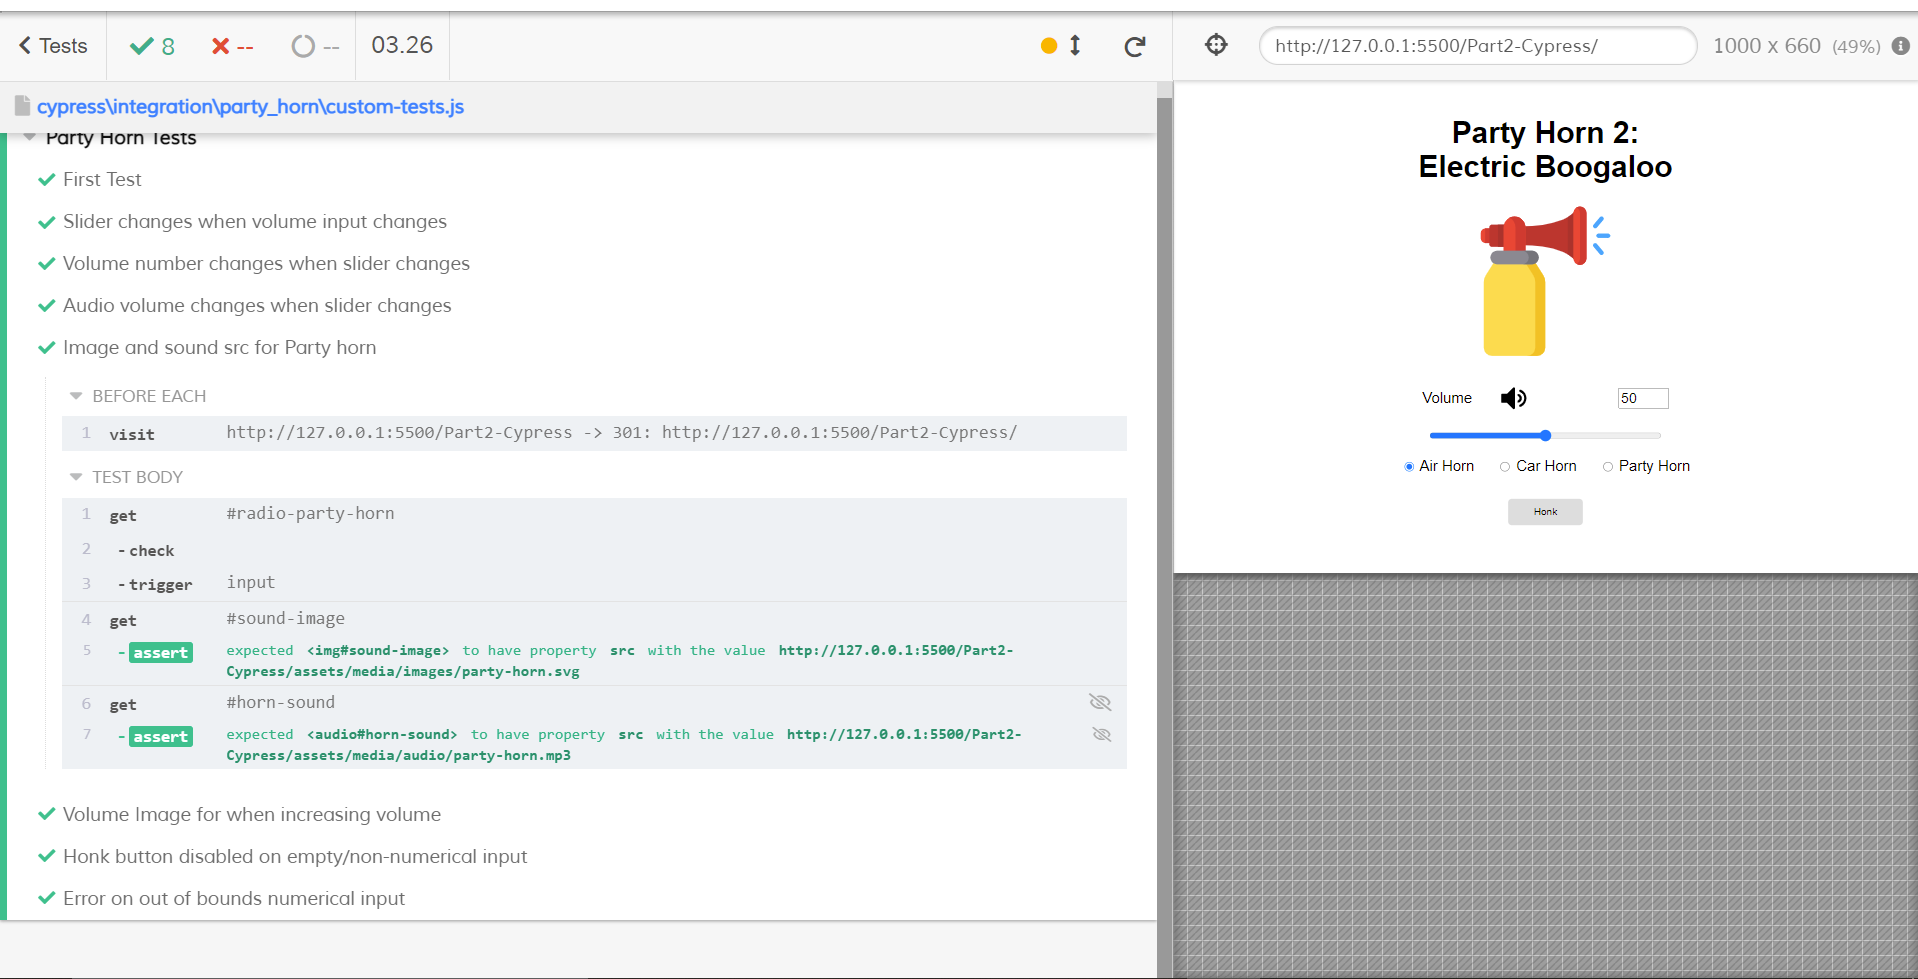 Tests
8
--
--
03.26
http://127.0.0.1:5500/Part2-Cypress/
1000 x 660 (49%)
cypress\integration\party_horn\custom-tests.js
Party Horn Tests
First Test
Slider changes when volume input changes
Volume number changes when slider changes
Audio volume changes when slider changes
Image and sound src for Party horn
BEFORE EACH
1 visit http://127.0.0.1:5500/Part2-Cypress -> 301: http://127.0.0.1:5500/Part2-Cypress/
TEST BODY
1 get #radio-party-horn
2 - check
3 - trigger input
4 get #sound-image
5 - assert expected <img#sound-image> to have property src with the value http://127.0.0.1:5500/Part2-
Cypress/assets/media/images/party-horn.svg
6 get #horn-sound
7 - assert expected <audio#horn-sound> to have property src with the value http://127.0.0.1:5500/Part2-
Cypress/assets/media/audio/party-horn.mp3
Volume Image for when increasing volume
Honk button disabled on empty/non-numerical input
Error on out of bounds numerical input
Party Horn 2:
Electric Boogaloo
Volume 50
Air Horn Car Horn Party Horn
Honk